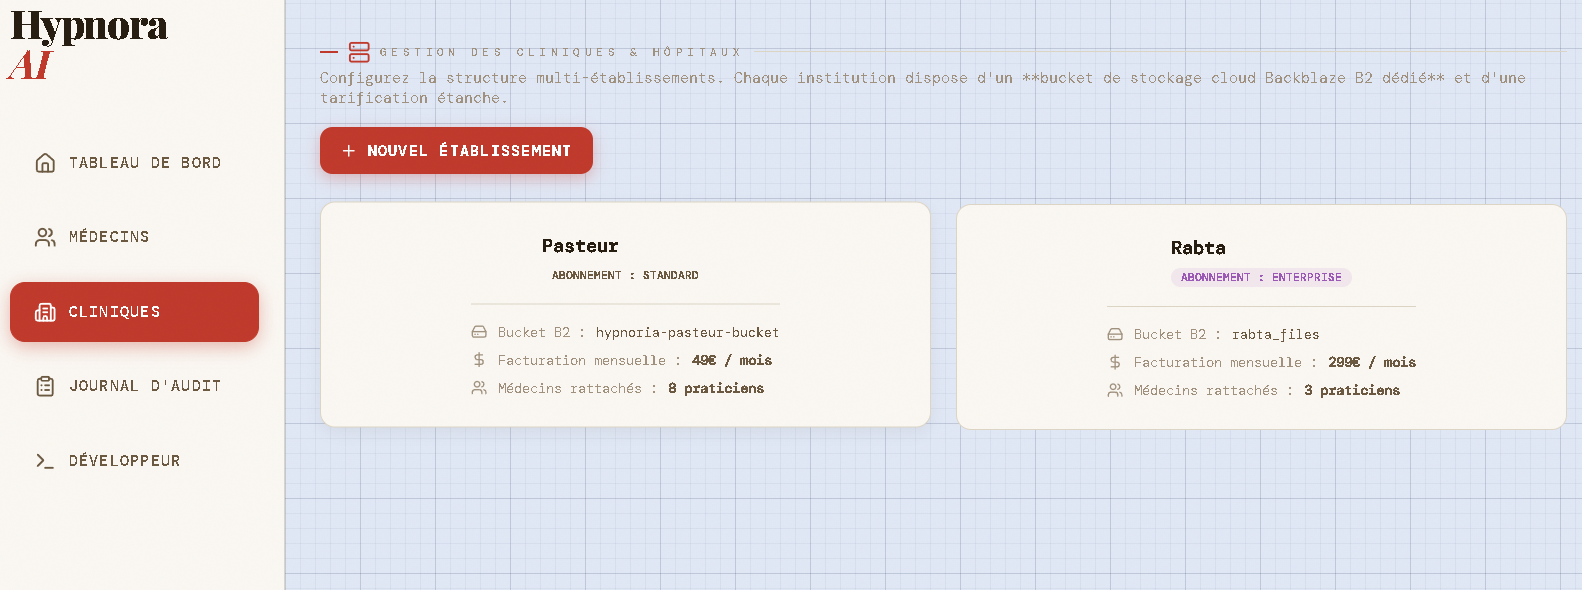 Hypnora
AI
TABLEAU DE BORD
MÉDECINS
CLINIQUES
JOURNAL D'AUDIT
DÉVELOPPEUR
GESTION DES CLINIQUES & HÔPITAUX
Configurez la structure multi-établissements. Chaque institution dispose d'un **bucket de stockage cloud Backblaze B2 dédié** et d'une
tarification étanche.
+ NOUVEL ÉTABLISSEMENT
Pasteur
ABONNEMENT : STANDARD
Bucket B2 : hypnoria-pasteur-bucket
Facturation mensuelle : 49€ / mois
Médecins rattachés : 8 praticiens
Rabta
ABONNEMENT : ENTERPRISE
Bucket B2 : rabta_files
Facturation mensuelle : 299€ / mois
Médecins rattachés : 3 praticiens